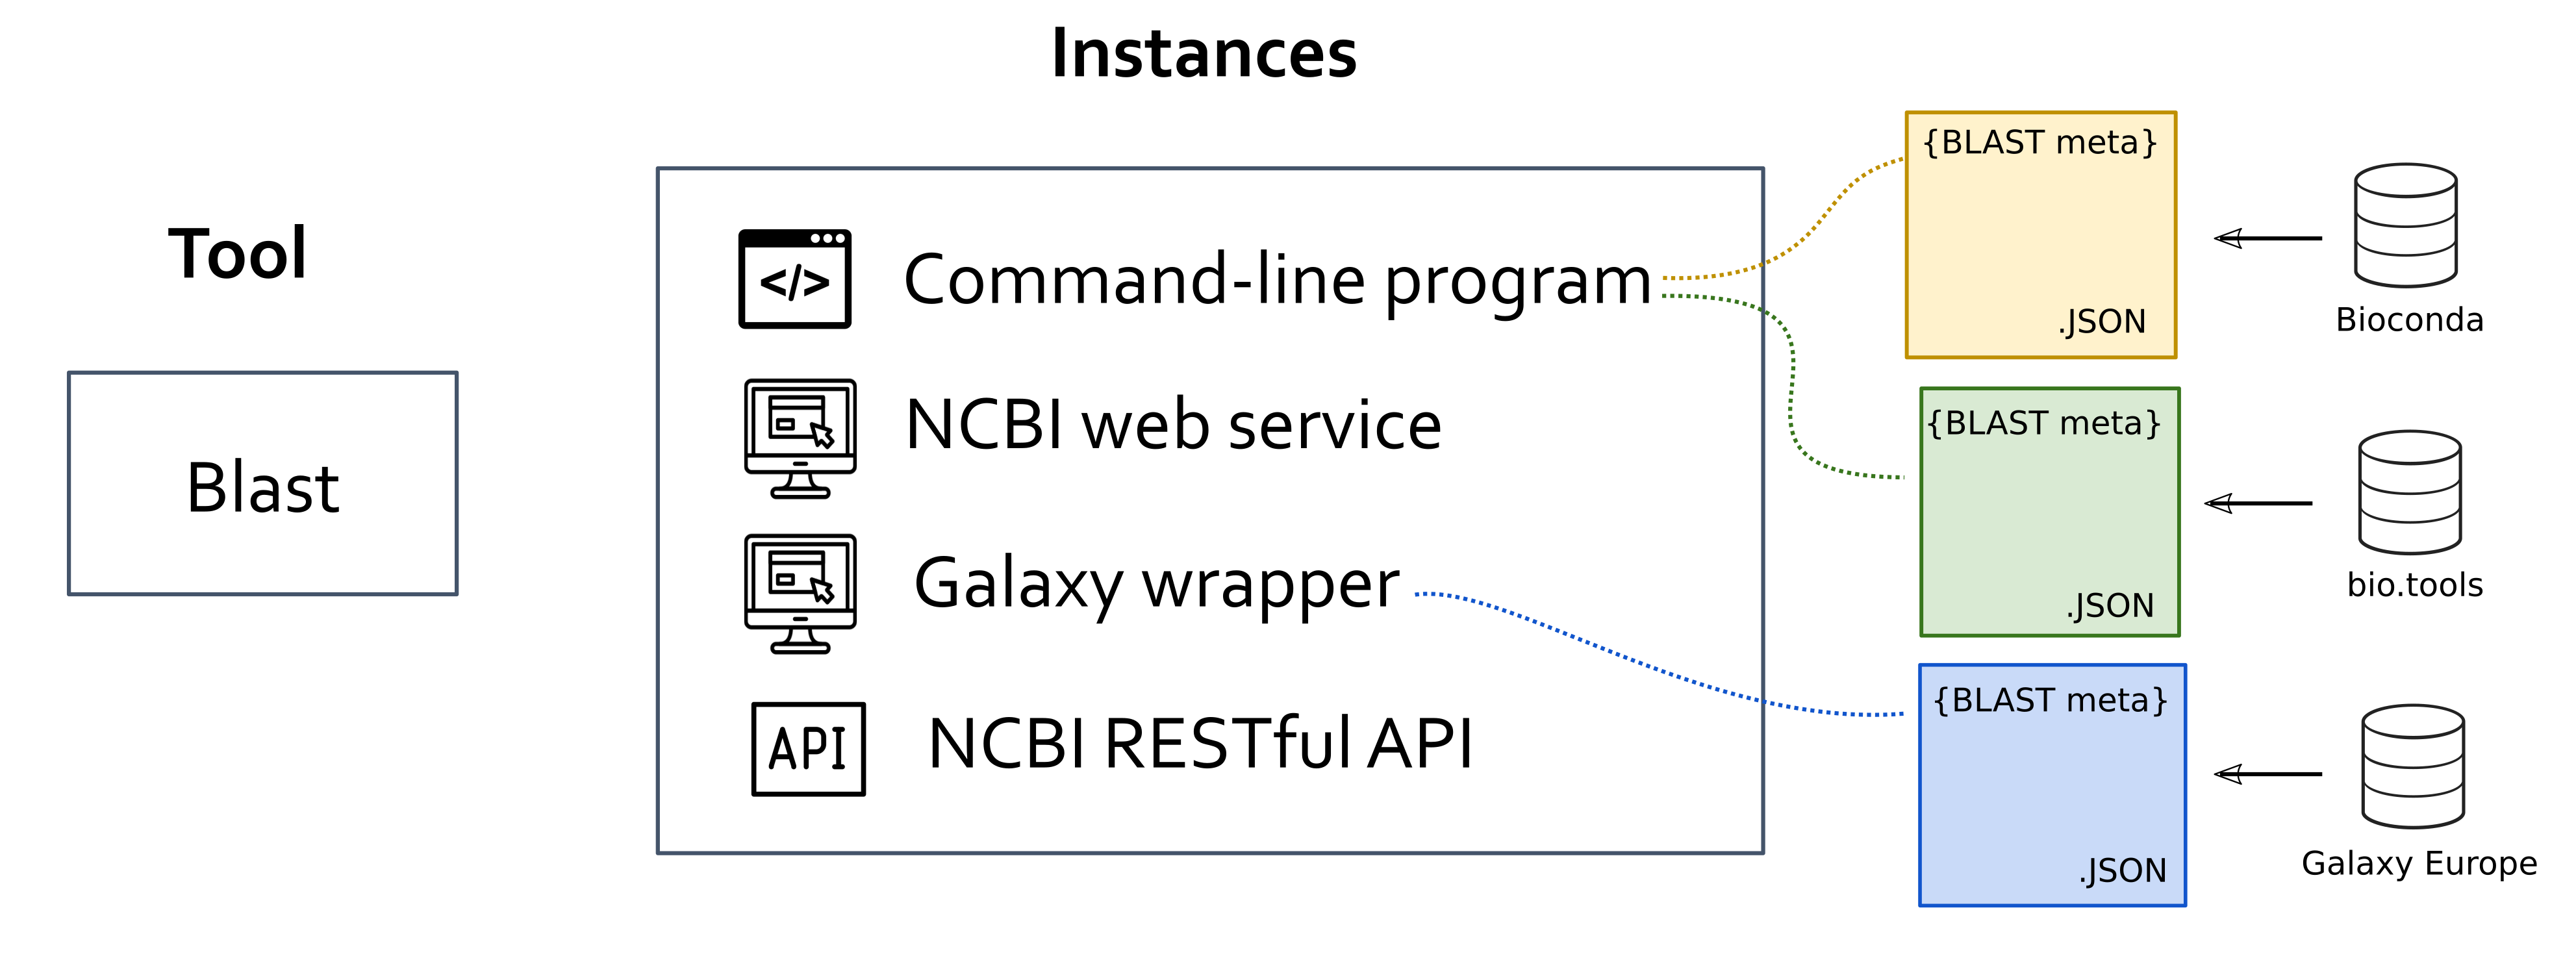 Instances
Tool
Blast
</>
Command-line program
NCBI web service
Galaxy wrapper
API
NCBI RESTful API
{BLAST meta}
.JSON
Bioconda
{BLAST meta}
.JSON
bio.tools
{BLAST meta}
.JSON
Galaxy Europe